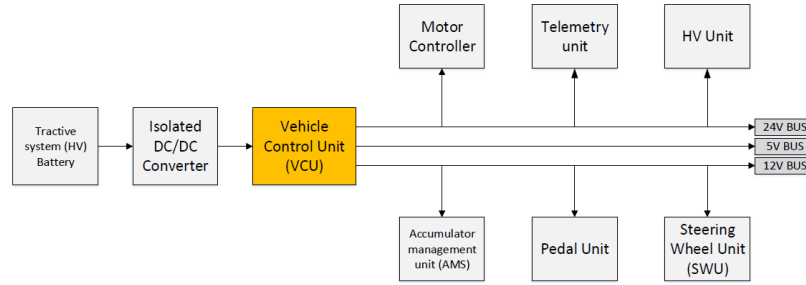 Motor
Controller
Telemetry
unit
HV Unit
Tractive
system (HV)
Battery
Isolated
DC/DC
Converter
Vehicle
Control Unit
(VCU)
24V BUS
5V BUS
12V BUS
Accumulator
management
unit (AMS)
Pedal Unit
Steering
Wheel Unit
(SWU)